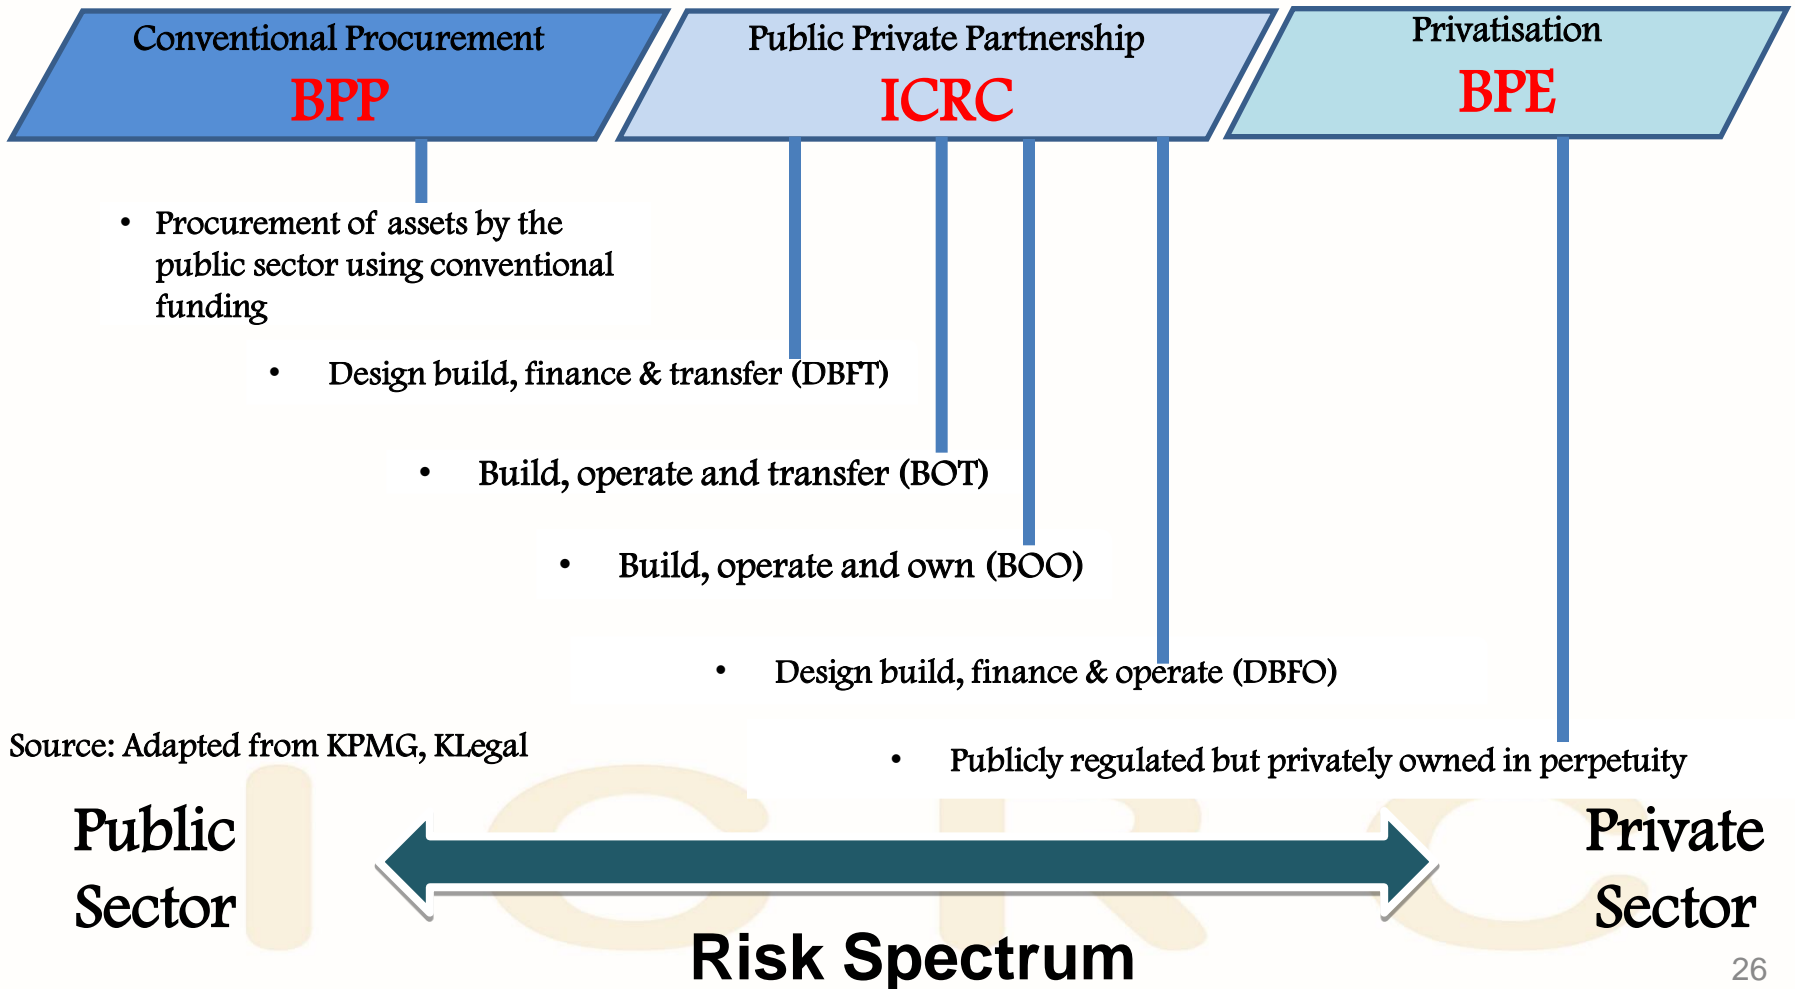 Conventional Procurement
BPP
Public Private Partnership
ICRC
Privatisation
BPE
• Procurement of assets by the
public sector using conventional
funding
• Design build, finance & transfer (DBFT)
• Build, operate and transfer (BOT)
• Build, operate and own (BOO)
• Design build, finance & operate (DBFO)
Source: Adapted from KPMG, KLegal
• Publicly regulated but privately owned in perpetuity
I C R C
Public
Sector
Private
Sector
Risk Spectrum
26